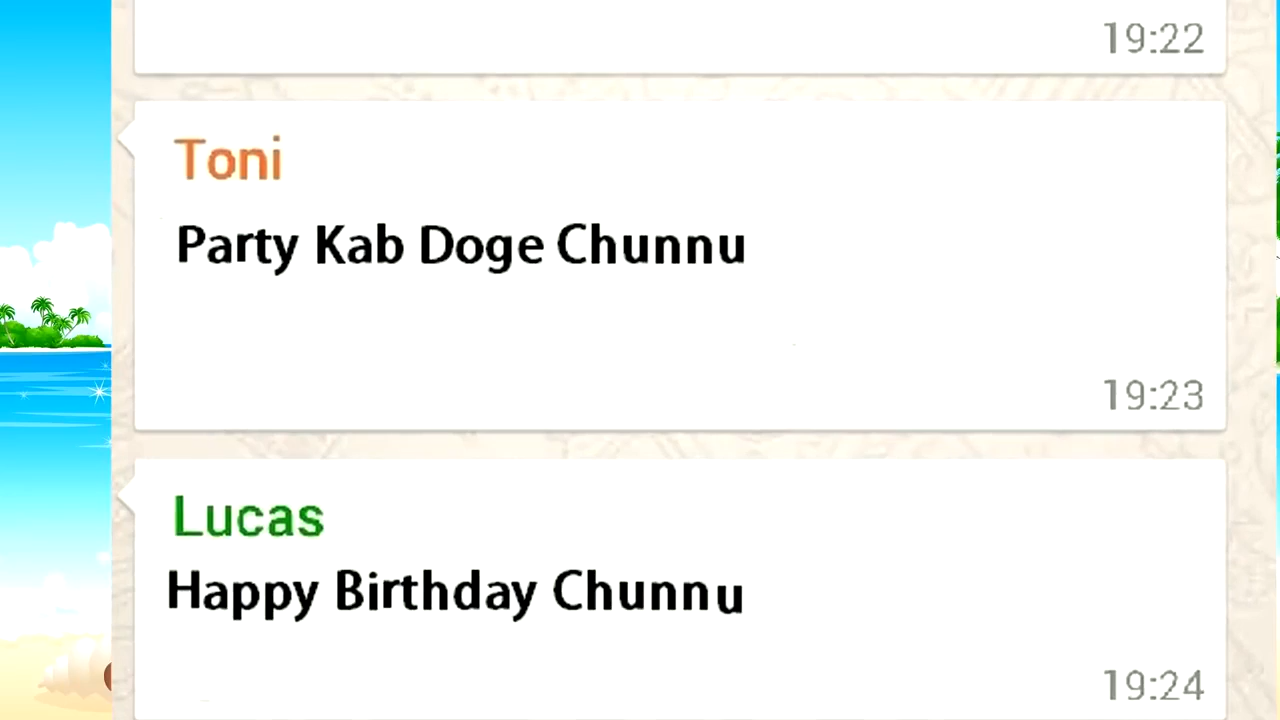 19:22
Toni
Party Kab Doge Chunnu
19:23
Lucas
Happy Birthday Chunnu
19:24